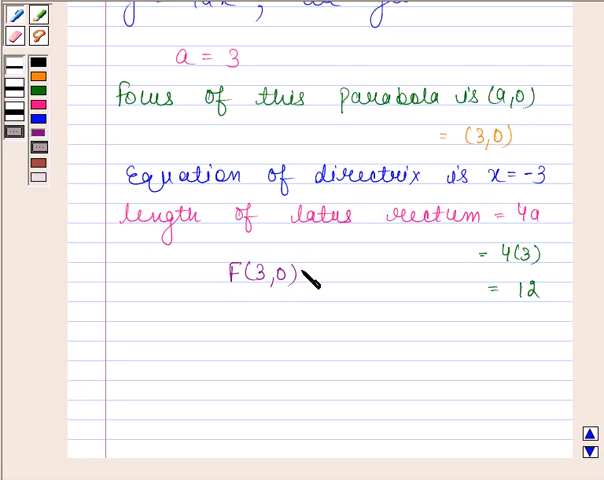 a = 3
focus of this parabola is (a,0)
= (3,0)
Equation of directrix is x = -3
length of latus rectum = 4a
= 4(3)
F(3,0)
= 12